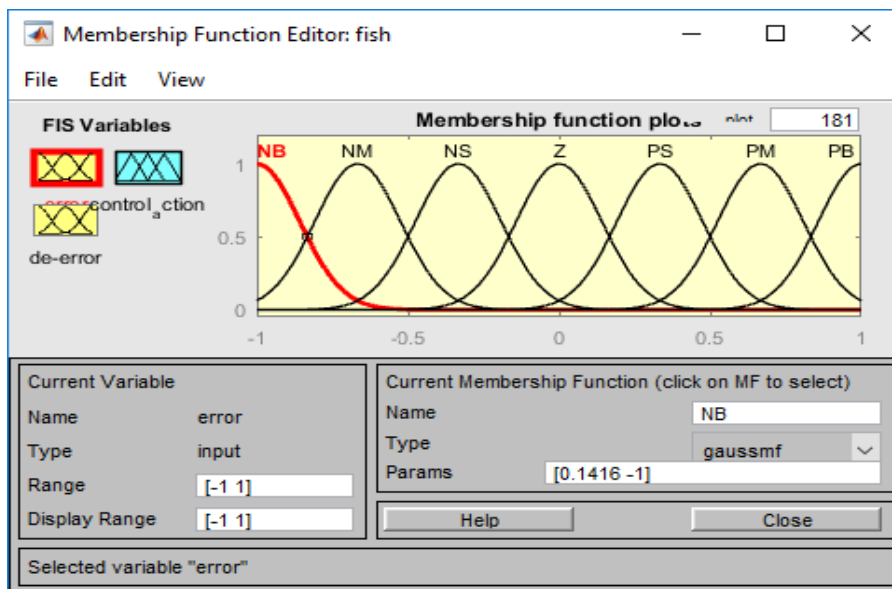 Membership Function Editor: fish
File Edit View
FIS Variables
Membership function plots plot 181
NB NM NS Z PS PM PB
1
0.5
0
-1 -0.5 0 0.5 1
error control_action
de-error
Current Variable
Name error
Type input
Range [-1 1]
Display Range [-1 1]
Current Membership Function (click on MF to select)
Name NB
Type gaussmf
Params [0.1416 -1]
Help Close
Selected variable "error"